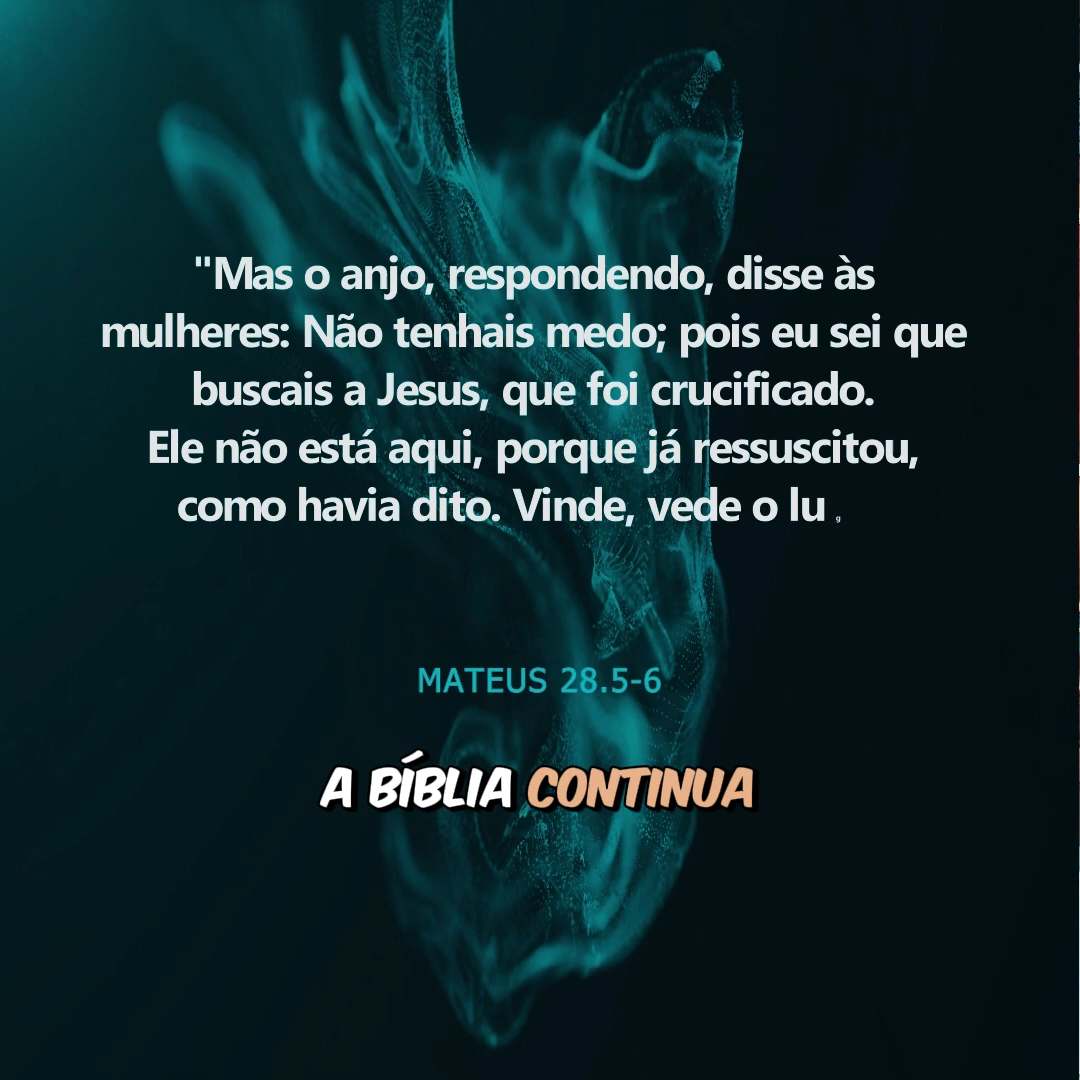 "Mas o anjo, respondendo, disse às
mulheres: Não tenhais medo; pois eu sei que
buscais a Jesus, que foi crucificado.
Ele não está aqui, porque já ressuscitou,
como havia dito. Vinde, vede o lu g
MATEUS 28.5-6
A BÍBLIA CONTINUA